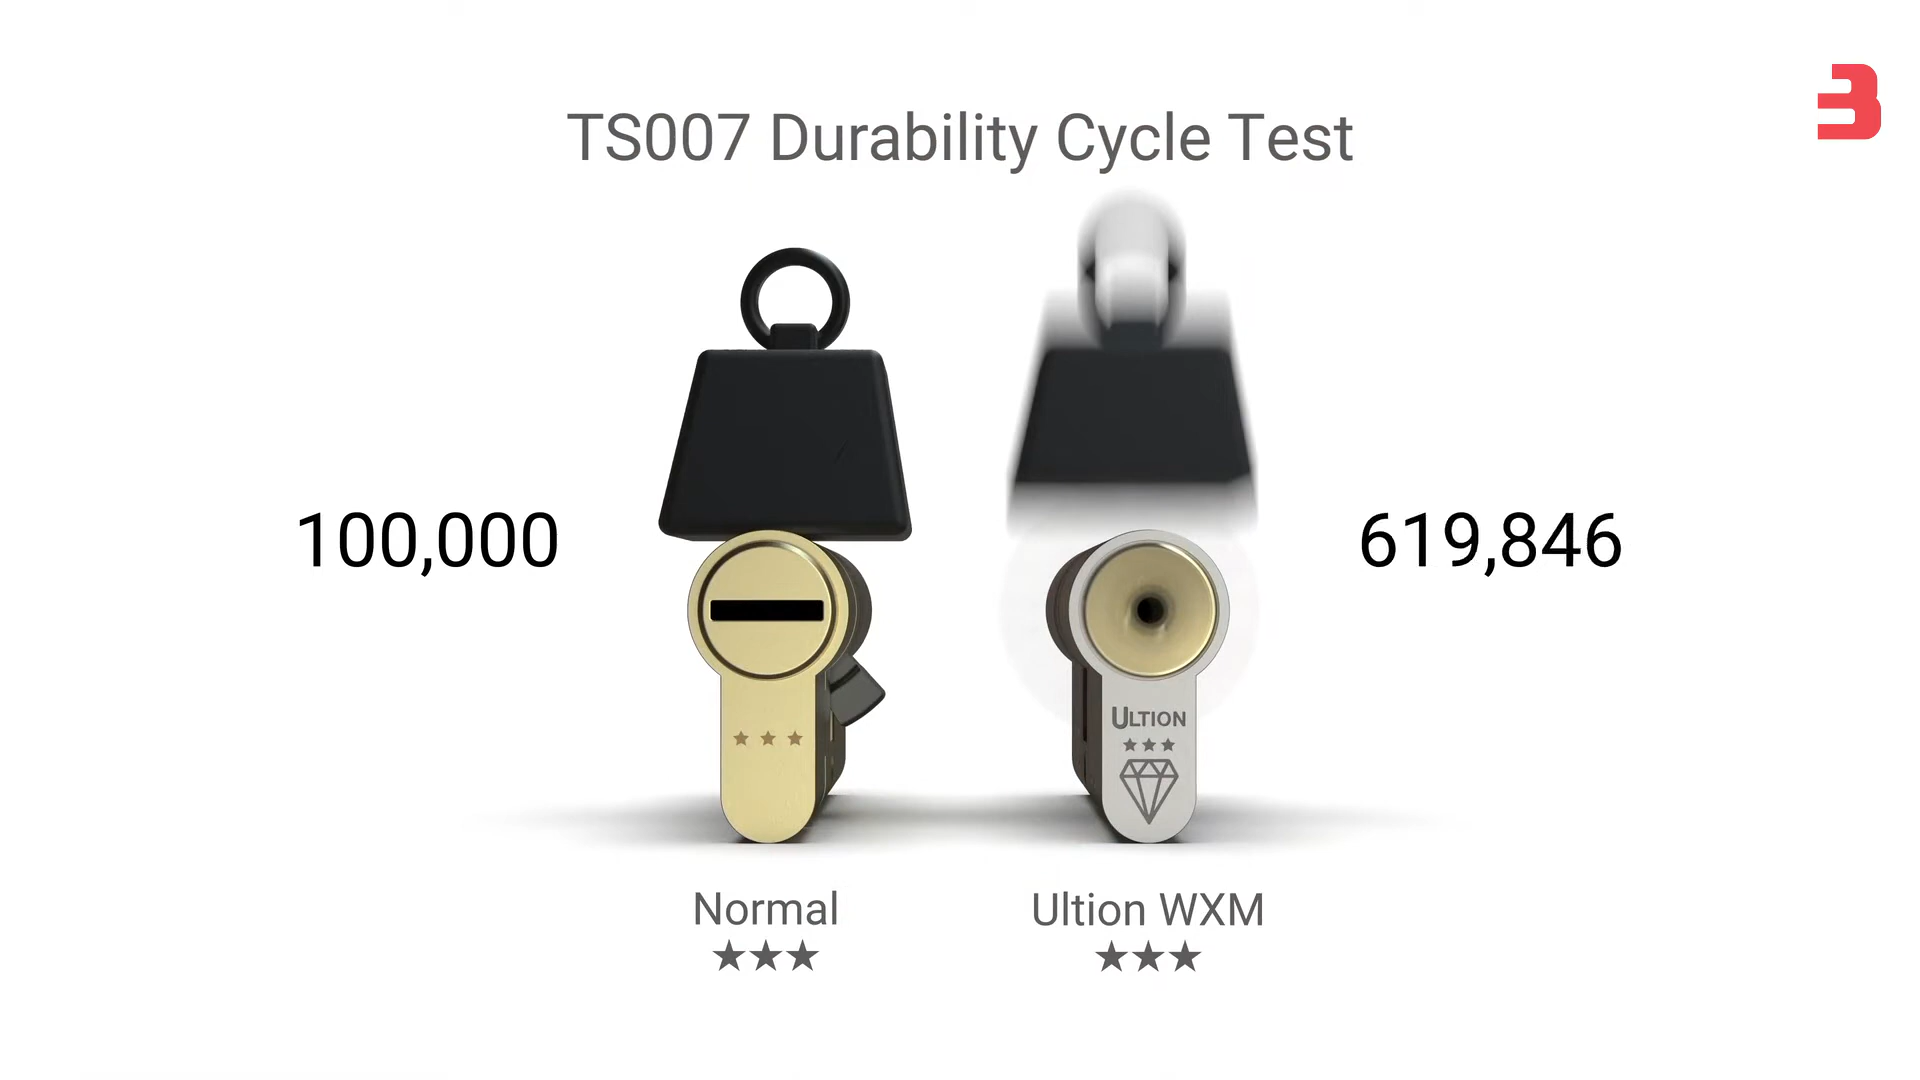 TS007 Durability Cycle Test
100,000
619,846
ULTION
Normal
Ultion WXM